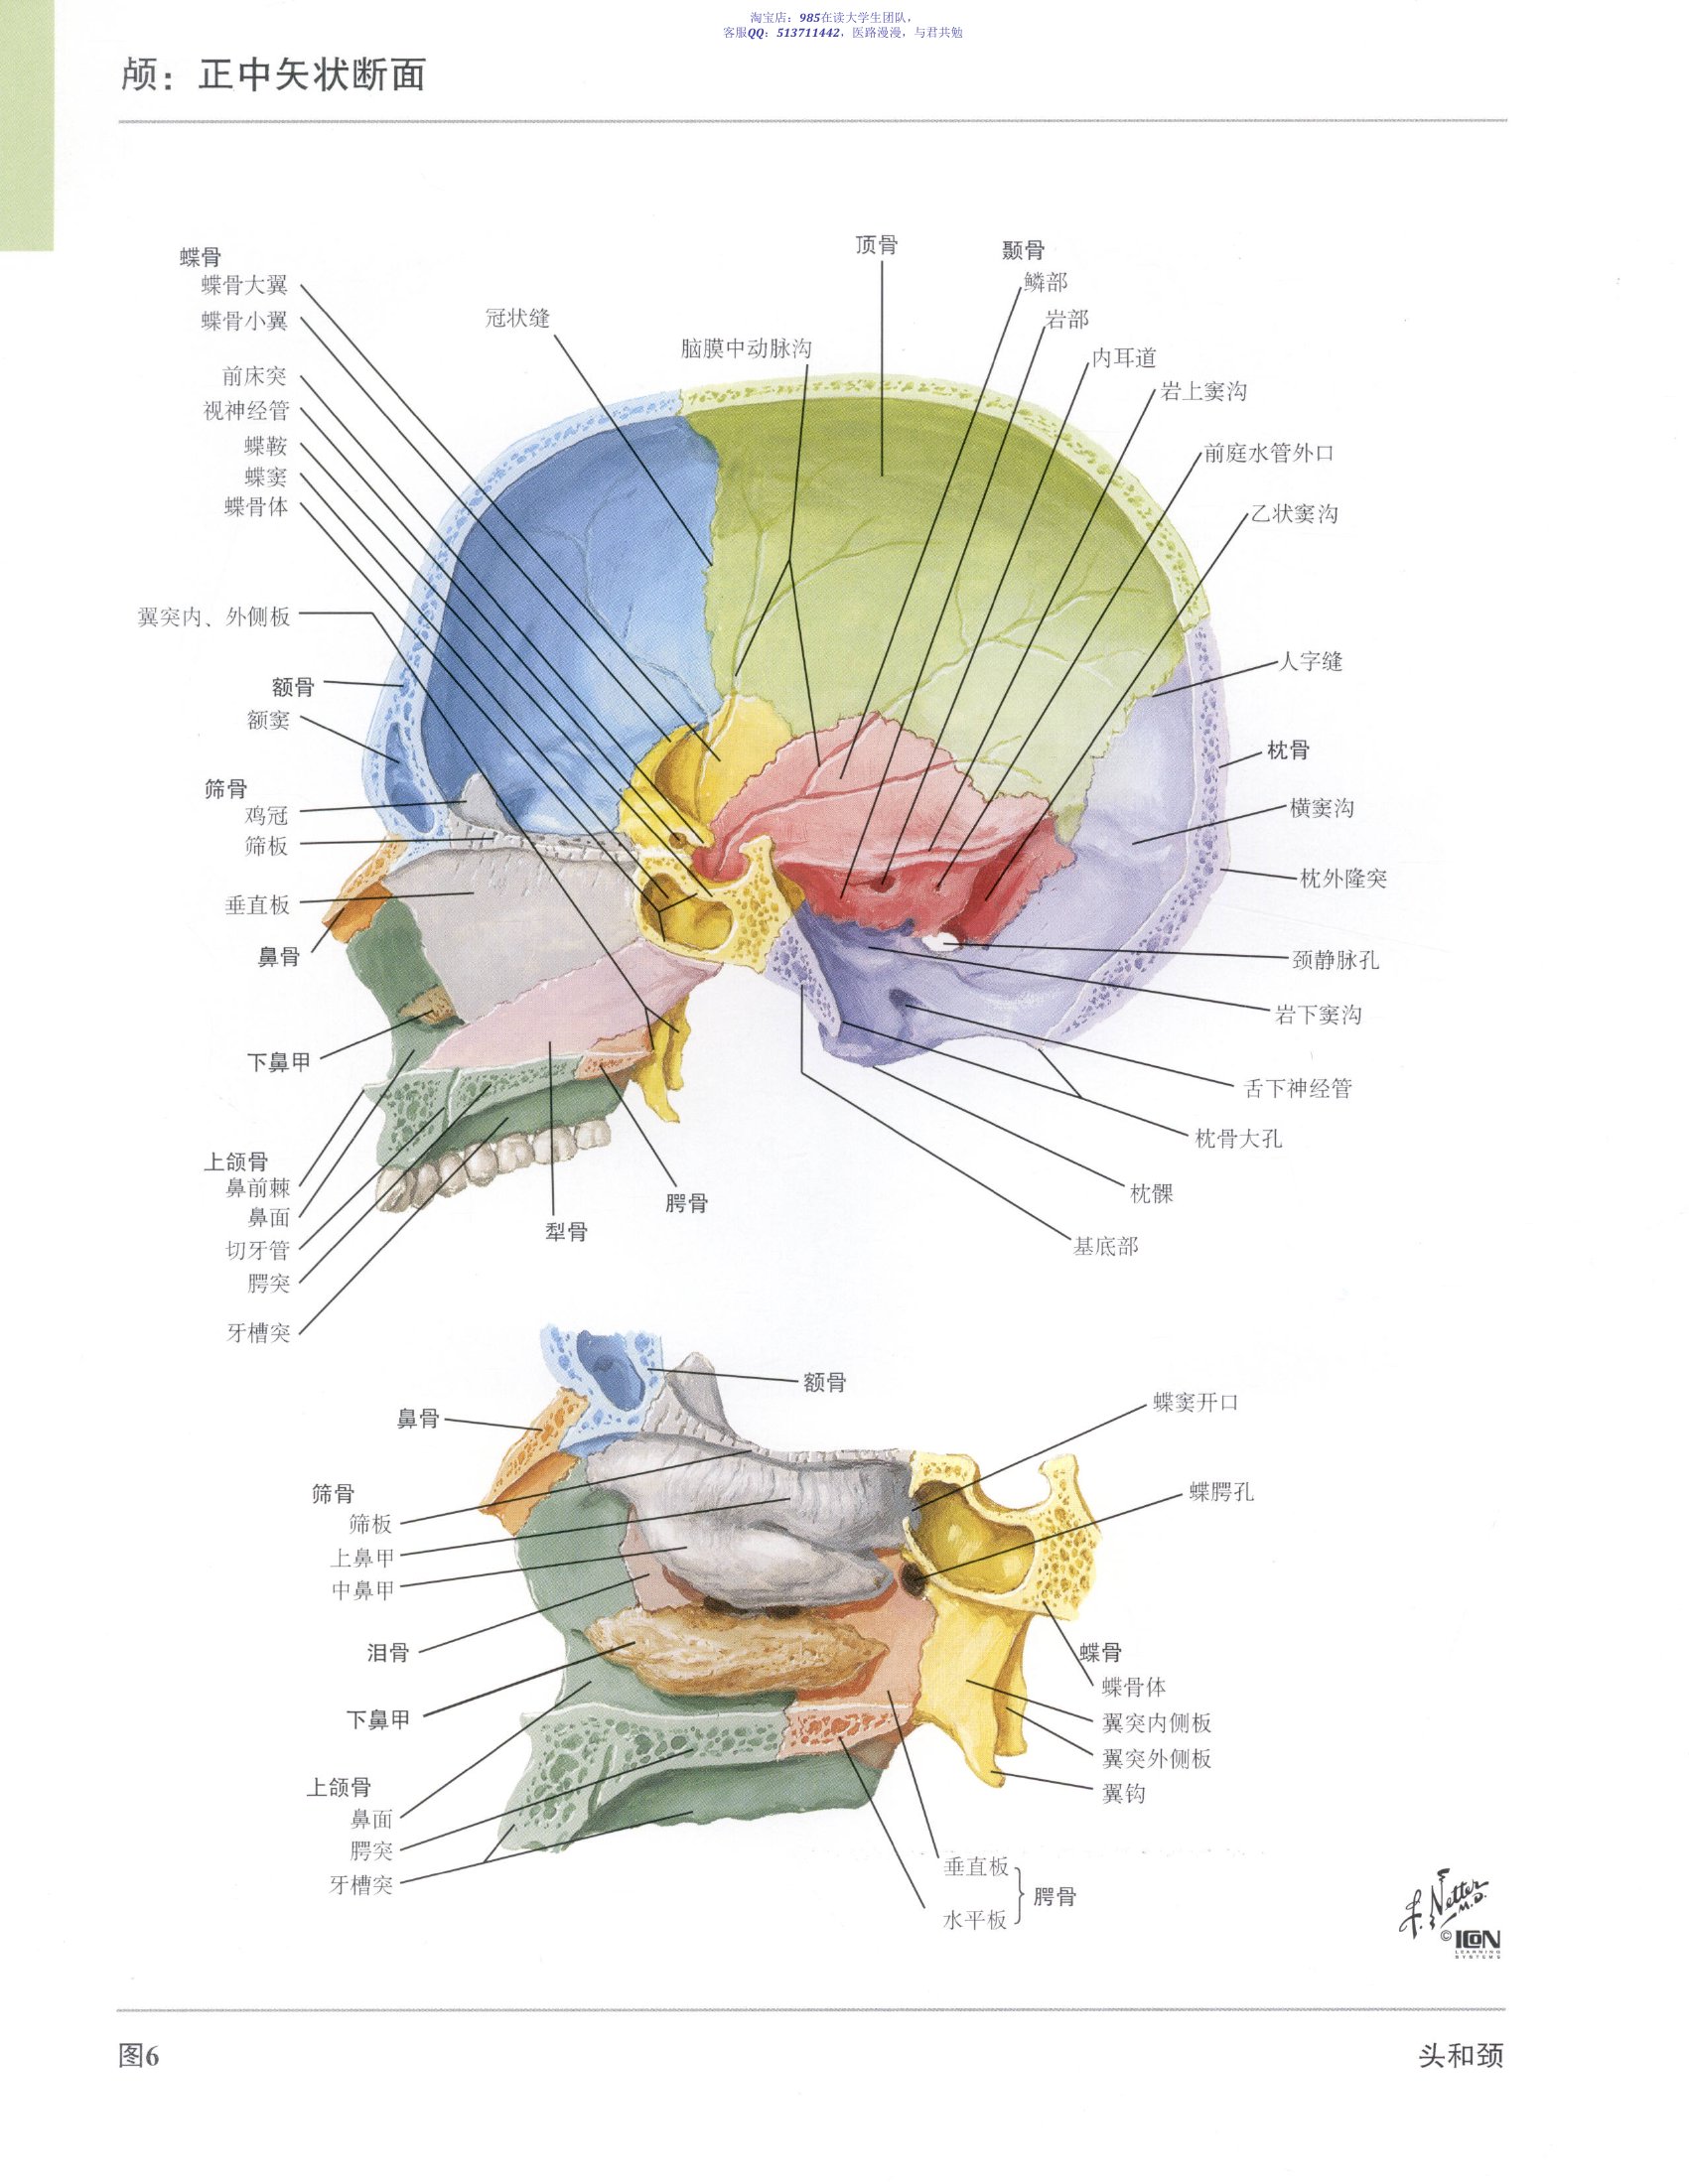 淘宝店：985在读大学生团队，
客服QQ：513711442，医路漫漫，与君共勉
颅：正中矢状断面
蝶骨
蝶骨大翼
蝶骨小翼
前床突
视神经管
蝶鞍
蝶窦
蝶骨体
翼突内、外侧板
额骨
额窦
筛骨
鸡冠
筛板
垂直板
鼻骨
下鼻甲
上颌骨
鼻前棘
鼻面
切牙管
腭突
牙槽突
冠状缝
脑膜中动脉沟
顶骨
颞骨
鳞部
岩部
内耳道
岩上窦沟
前庭水管外口
乙状窦沟
人字缝
枕骨
横窦沟
枕外隆突
颈静脉孔
岩下窦沟
舌下神经管
枕骨大孔
枕髁
基底部
腭骨
犁骨
额骨
鼻骨
筛骨
筛板
上鼻甲
中鼻甲
泪骨
下鼻甲
上颌骨
鼻面
腭突
牙槽突
蝶窦开口
蝶腭孔
蝶骨
蝶骨体
翼突内侧板
翼突外侧板
翼钩
垂直板
水平板
腭骨
F. Netter
M.D.
© ICON
LEARNING
SYSTEMS
图6
头和颈